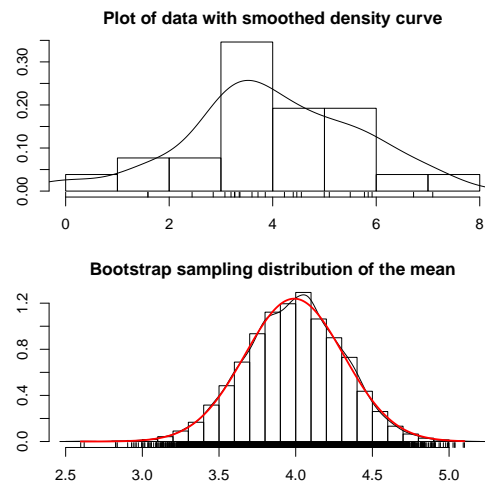 Plot of data with smoothed density curve
0.30
0.20
0.10
0.00
0 2 4 6 8
Bootstrap sampling distribution of the mean
1.2
0.8
0.4
0.0
2.5 3.0 3.5 4.0 4.5 5.0